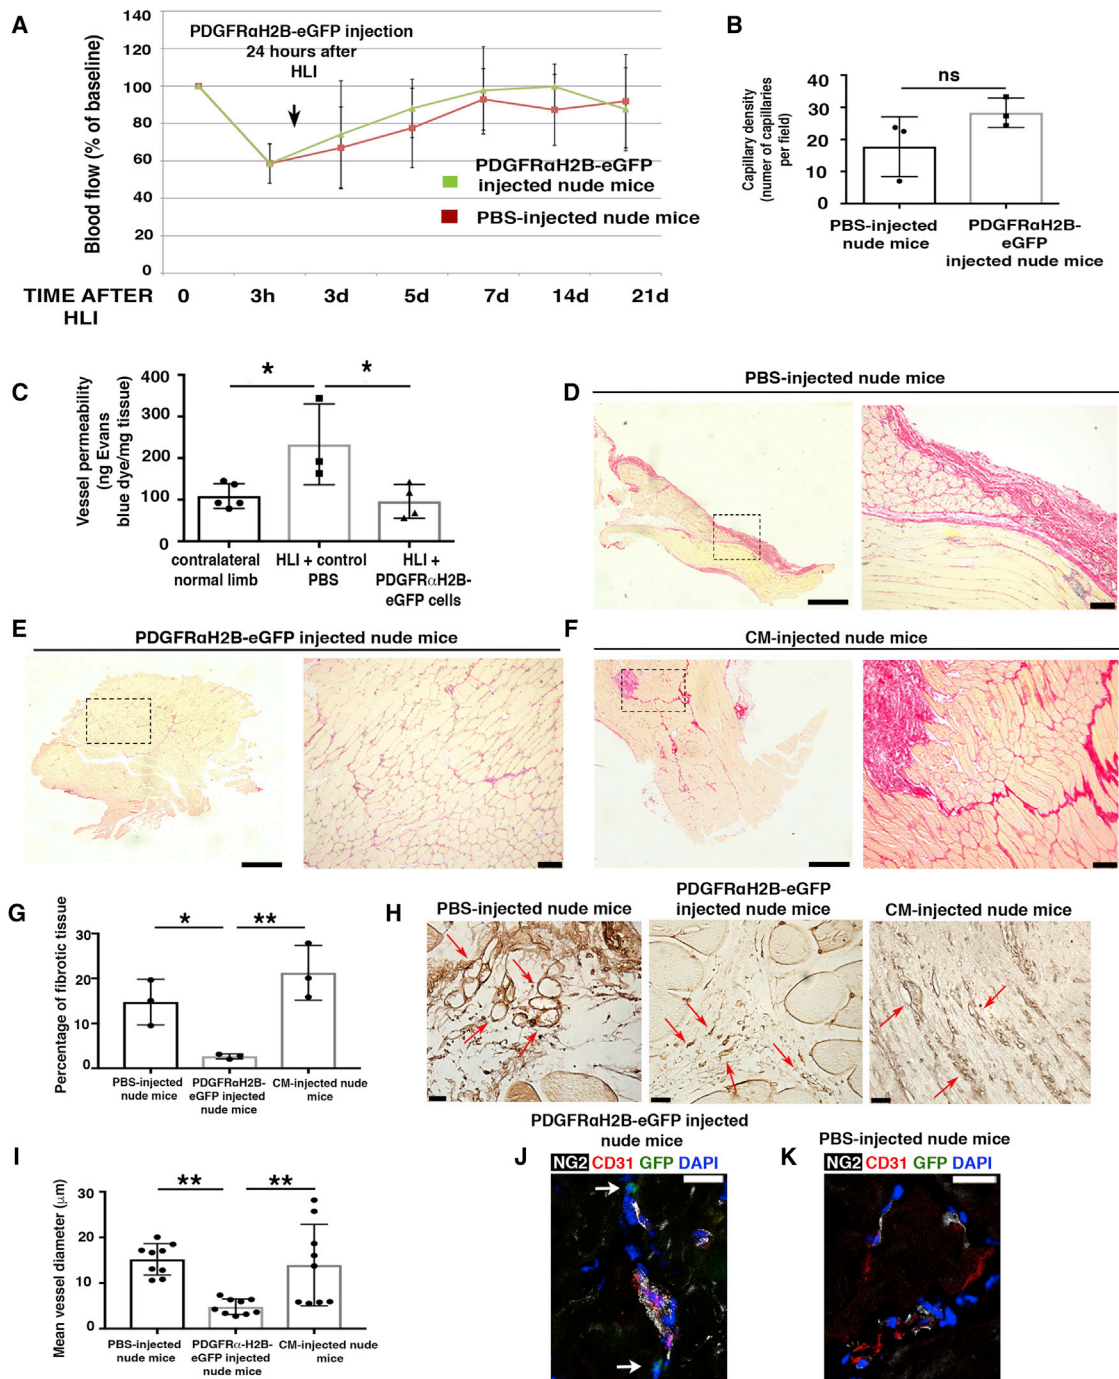 A
PDGFRαH2B-eGFP injection
24 hours after
HLI
Blood flow (% of baseline)
140
120
100
80
60
40
20
0
PDGFRαH2B-eGFP
injected nude mice
PBS-injected nude mice
TIME AFTER
HLI
0 3h 3d 5d 7d 14d 21d
B
ns
Capillary density
(numer of capillaries
per field)
40
30
20
10
0
PBS-injected
nude mice
PDGFRαH2B-
eGFP
injected nude mice
C
* *
Vessel permeability
(ng Evans
blue dye/mg tissue)
400
300
200
100
0
contralateral
normal limb
HLI + control
PBS
HLI +
PDGFRαH2B-
eGFP cells
D
PBS-injected nude mice
E
PDGFRαH2B-eGFP injected nude mice
F
CM-injected nude mice
G
* **
Percentage of fibrotic tissue
30
20
10
0
PBS-injected
nude mice
PDGFRαH2B-
eGFP injected
nude mice
CM-injected nude
mice
H
PBS-injected nude mice
PDGFRαH2B-eGFP
injected nude mice
CM-injected nude mice
I
** **
Mean vessel diameter (µm)
30
20
10
0
PBS-injected
nude mice
PDGFRα-H2B-
eGFP injected
nude mice
CM-injected nude
mice
PDGFRαH2B-eGFP injected
nude mice
J
NG2 CD31 GFP DAPI
PBS-injected nude mice
K
NG2 CD31 GFP DAPI